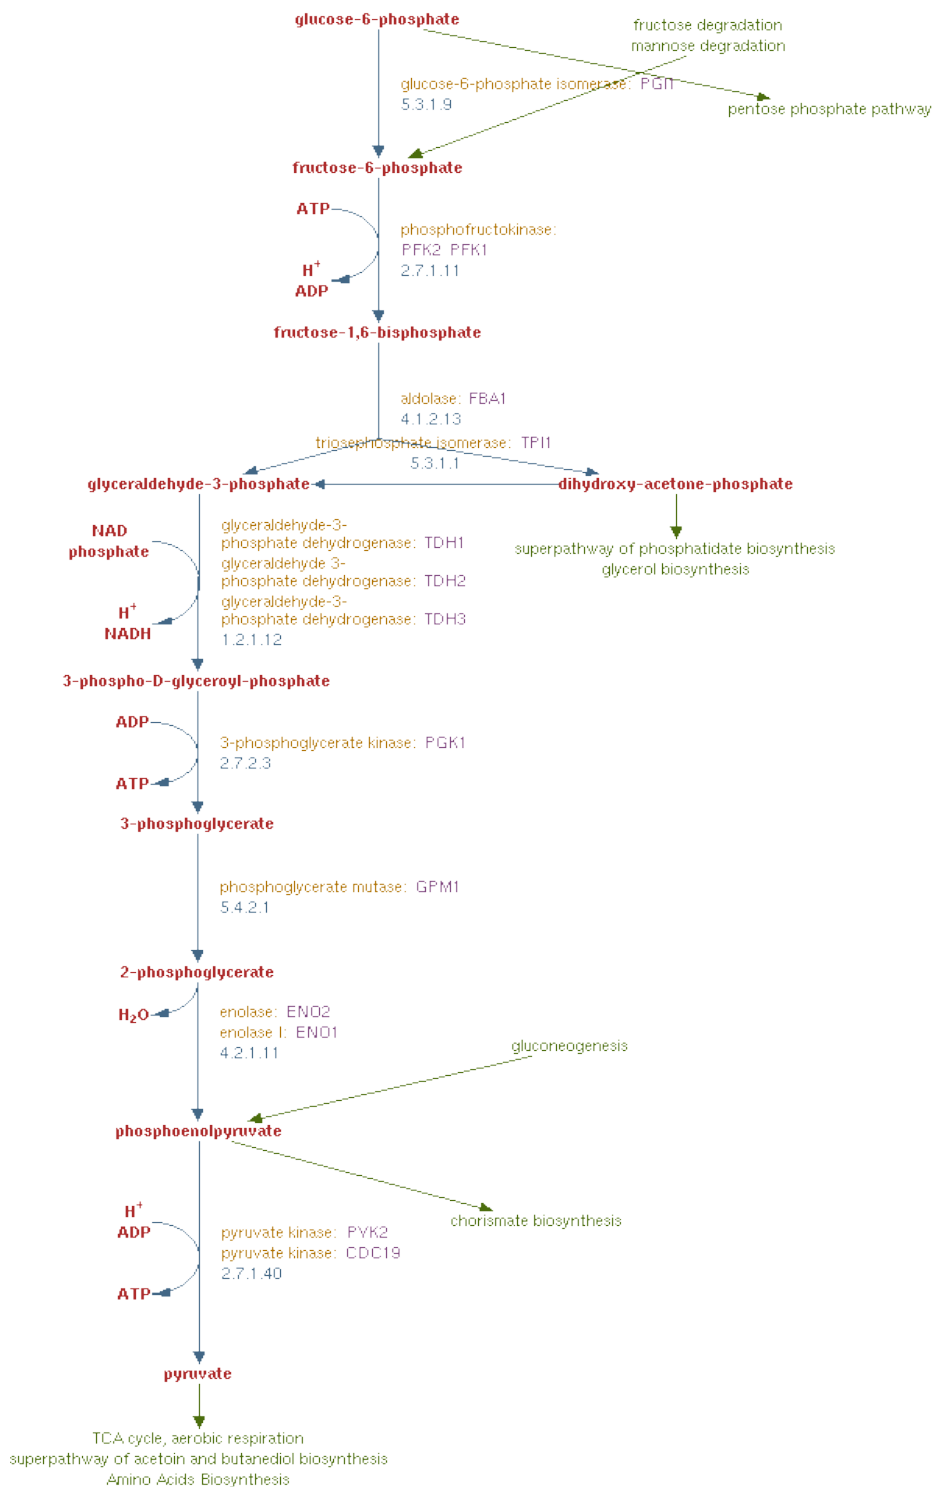 glucose-6-phosphate
fructose degradation
mannose degradation
glucose-6-phosphate isomerase: PGI1
5.3.1.9
pentose phosphate pathway
fructose-6-phosphate
ATP
phosphofructokinase:
PFK2 PFK1
2.7.1.11
H+
ADP
fructose-1,6-bisphosphate
aldolase: FBA1
4.1.2.13
triosephosphate isomerase: TPI1
5.3.1.1
glyceraldehyde-3-phosphate
dihydroxy-acetone-phosphate
NAD
phosphate
glyceraldehyde-3-
phosphate dehydrogenase: TDH1
glyceraldehyde 3-
phosphate dehydrogenase: TDH2
glyceraldehyde-3-
phosphate dehydrogenase: TDH3
1.2.1.12
superpathway of phosphatidate biosynthesis
glycerol biosynthesis
H+
NADH
3-phospho-D-glyceroyl-phosphate
ADP
3-phosphoglycerate kinase: PGK1
2.7.2.3
ATP
3-phosphoglycerate
phosphoglycerate mutase: GPM1
5.4.2.1
2-phosphoglycerate
H2O
enolase: ENO2
enolase I: ENO1
4.2.1.11
gluconeogenesis
phosphoenolpyruvate
chorismate biosynthesis
H+
ADP
pyruvate kinase: PYK2
pyruvate kinase: CDC19
2.7.1.40
ATP
pyruvate
TCA cycle, aerobic respiration
superpathway of acetoin and butanediol biosynthesis
Amino Acids Biosynthesis